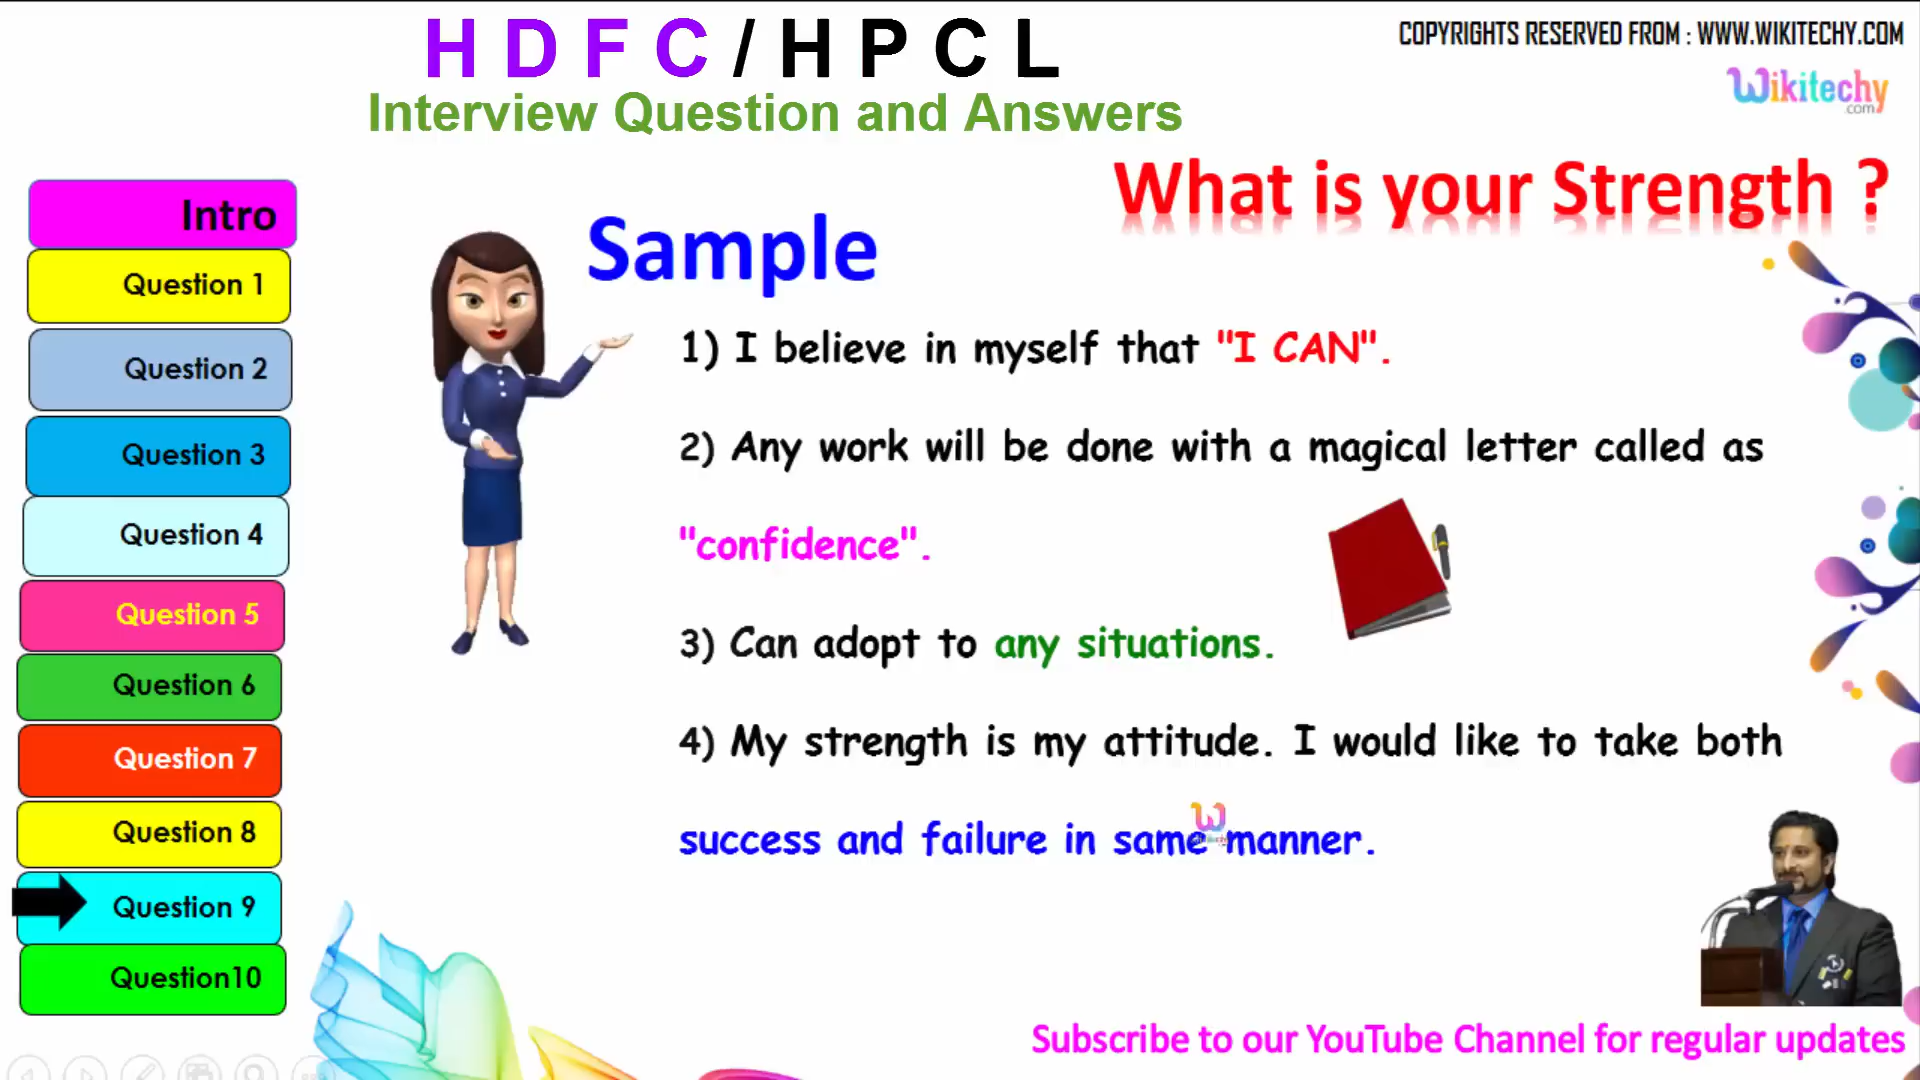 H D F C / H P C L
COPYRIGHTS RESERVED FROM : WWW.WIKITECHY.COM
Interview Question and Answers
Wikitechy
.com
What is your Strength ?
Sample
Intro
Question 1
Question 2
Question 3
Question 4
Question 5
Question 6
Question 7
Question 8
Question 9
Question10
1) I believe in myself that "I CAN".
2) Any work will be done with a magical letter called as
"confidence".
3) Can adopt to any situations.
4) My strength is my attitude. I would like to take both
success and failure in same manner.
Subscribe to our YouTube Channel for regular updates